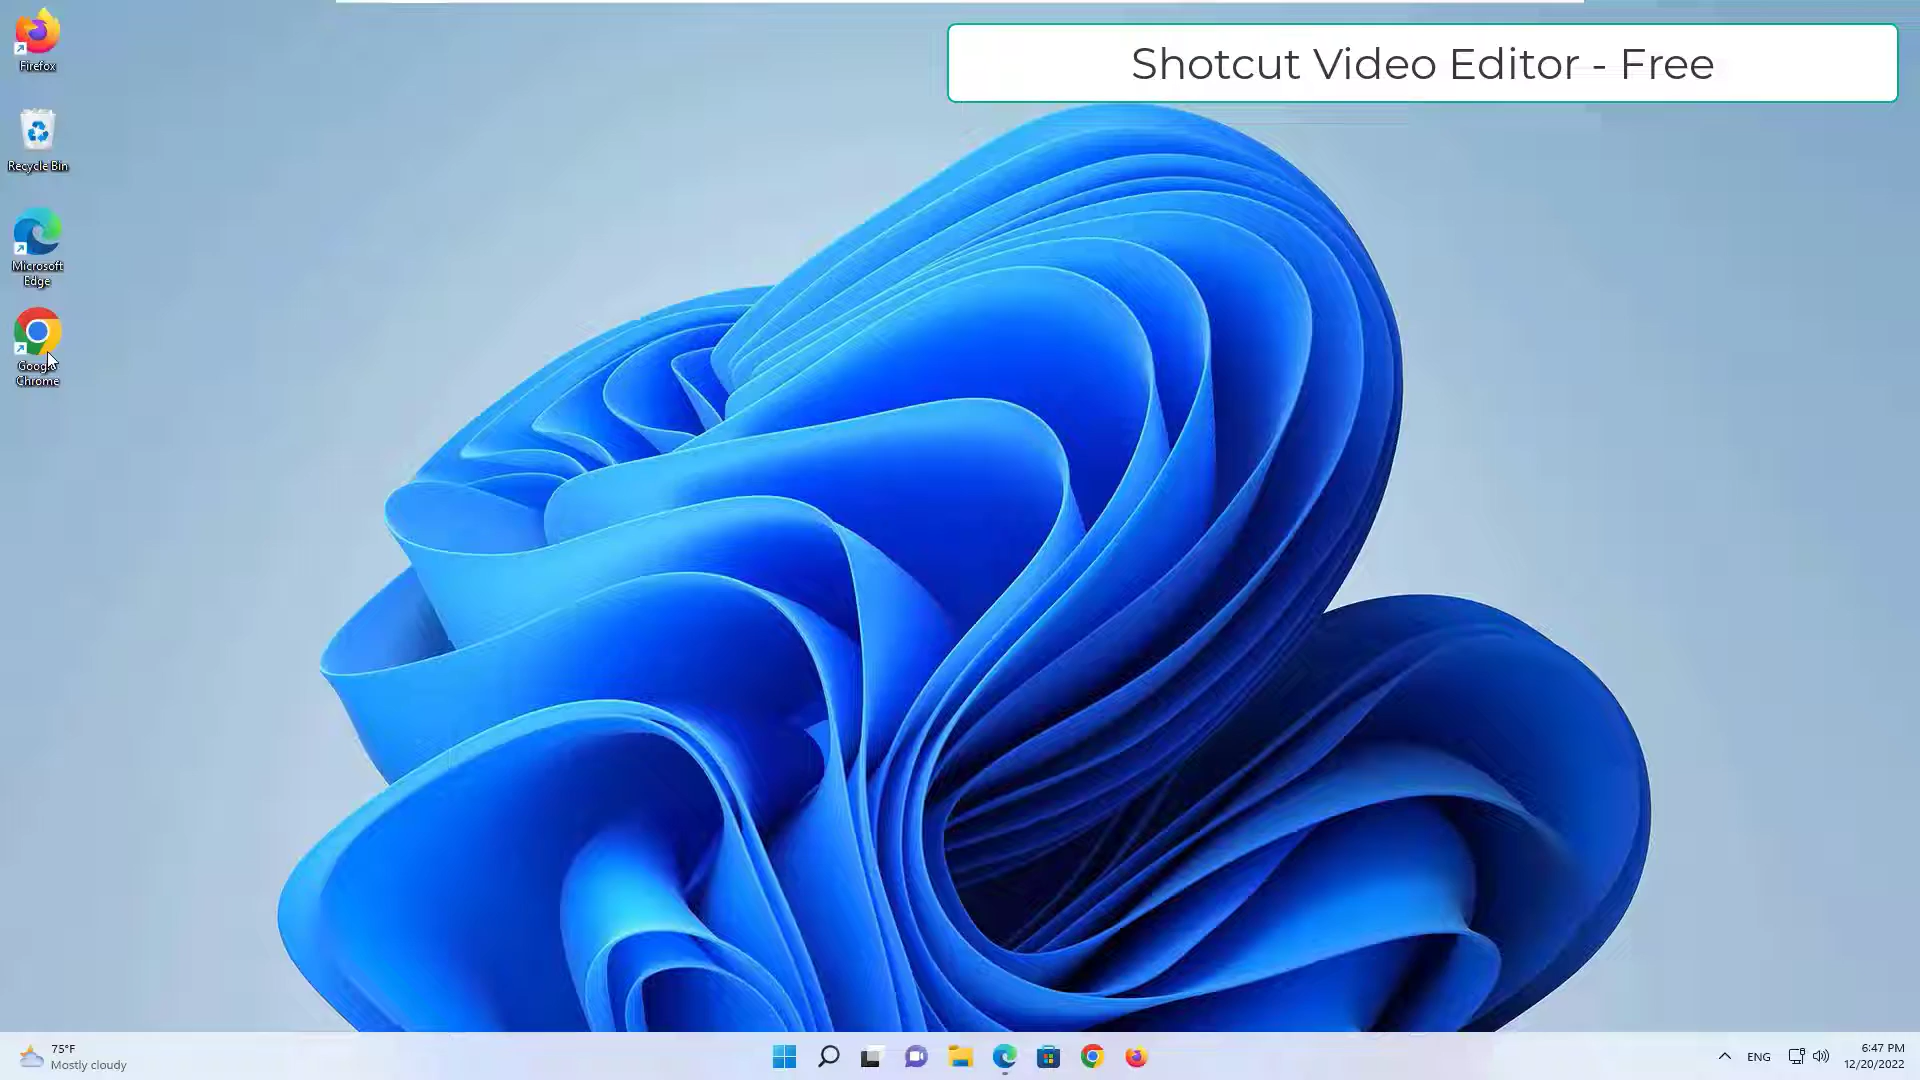 Shotcut Video Editor - Free
Firefox
Recycle Bin
Microsoft
Edge
Google
Chrome
75°F
Mostly cloudy
ENG
6:47 PM
12/20/2022